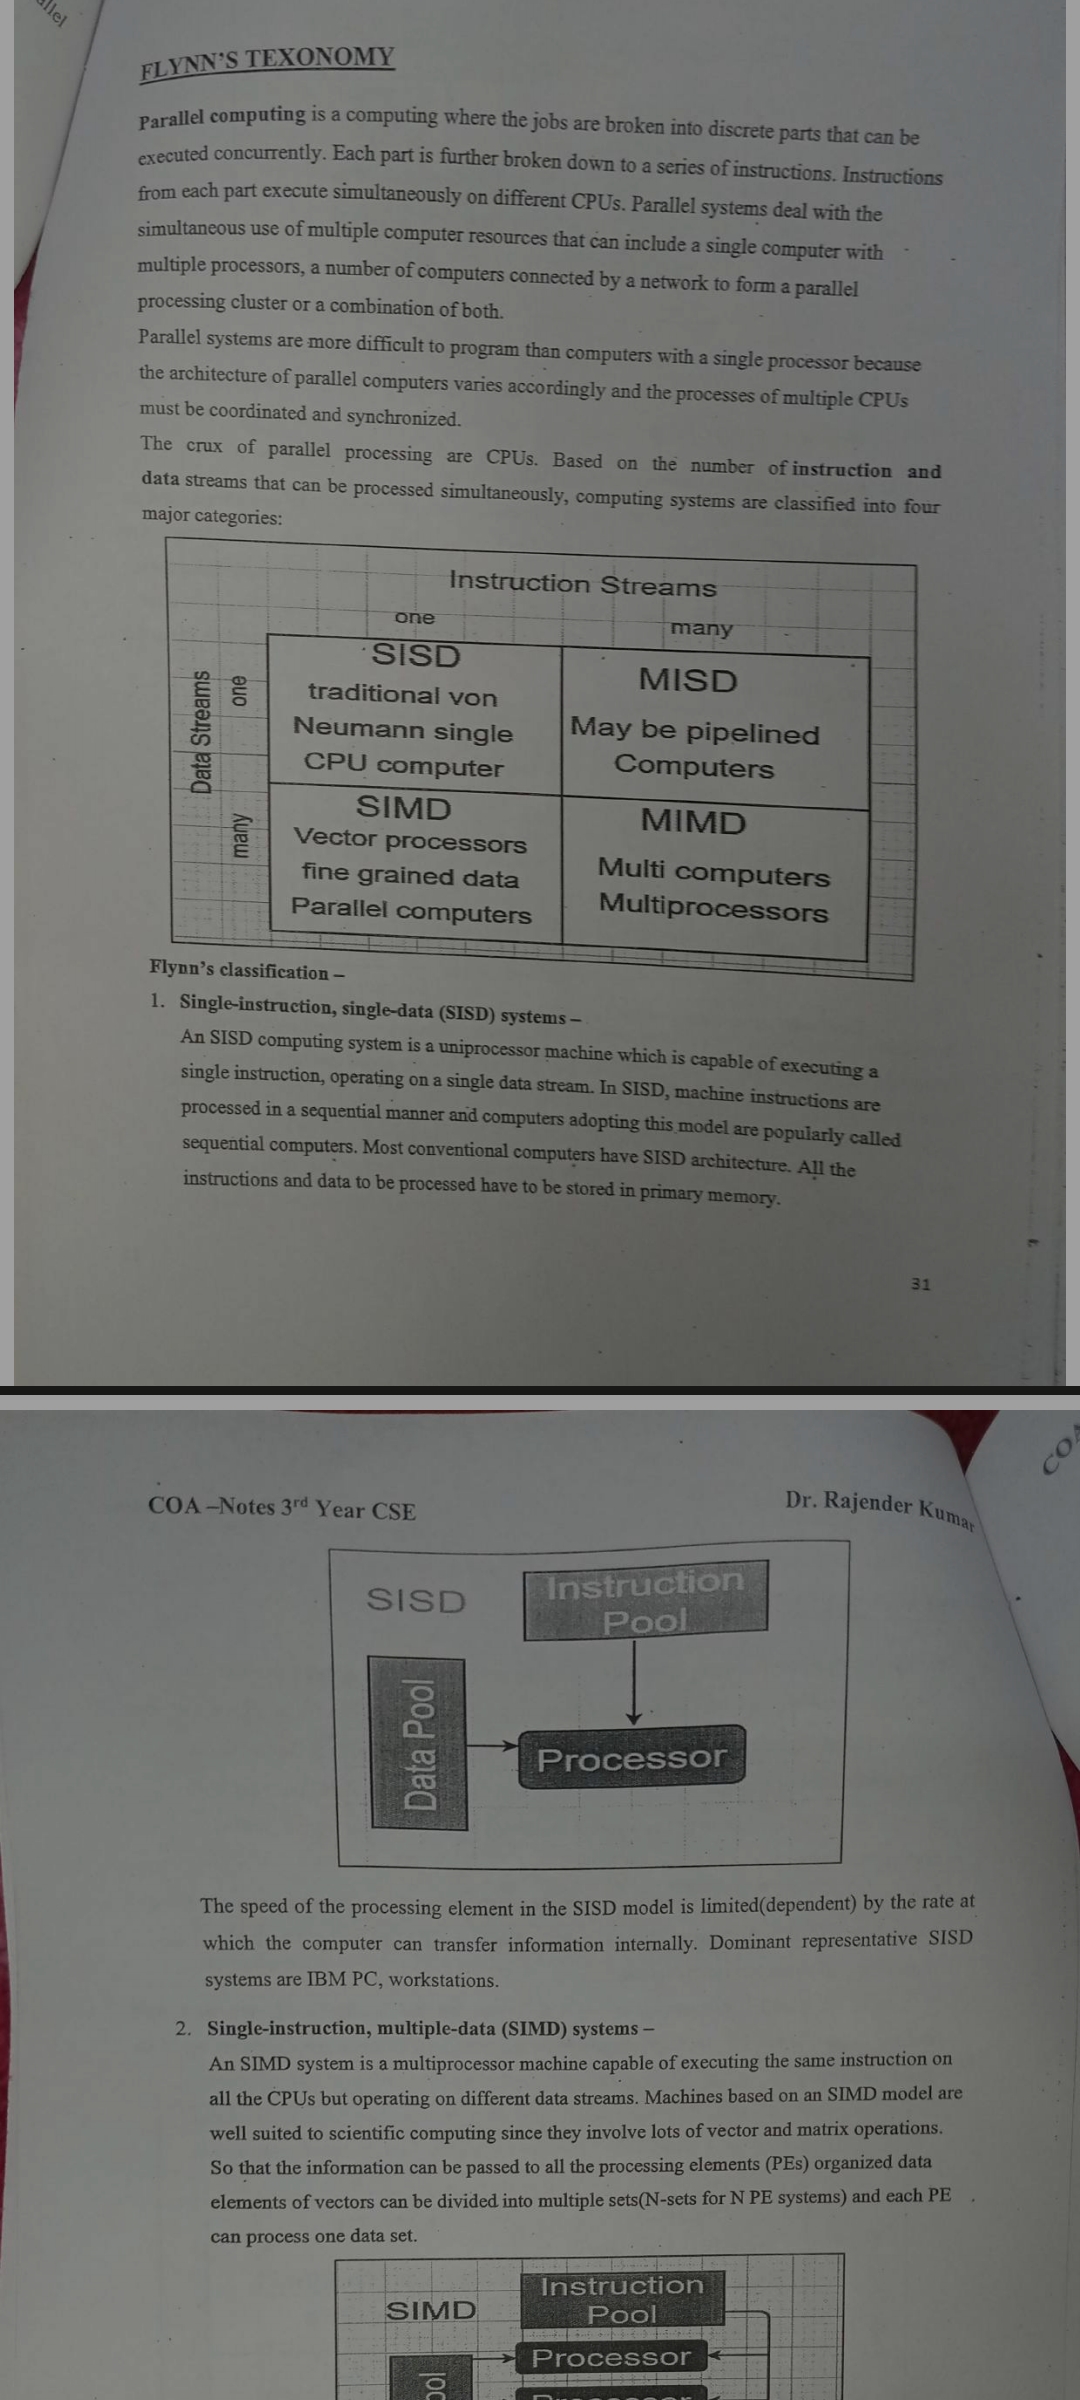 allel
FLYNN'S TEXONOMY
Parallel computing is a computing where the jobs are broken into discrete parts that can be
executed concurrently. Each part is further broken down to a series of instructions. Instructions
from each part execute simultaneously on different CPUs. Parallel systems deal with the
simultaneous use of multiple computer resources that can include a single computer with
multiple processors, a number of computers connected by a network to form a parallel
processing cluster or a combination of both.
Parallel systems are more difficult to program than computers with a single processor because
the architecture of parallel computers varies accordingly and the processes of multiple CPUs
must be coordinated and synchronized.
The crux of parallel processing are CPUs. Based on the number of instruction and
data streams that can be processed simultaneously, computing systems are classified into four
major categories:
Instruction Streams
one
many
Data Streams
one
many
SISD
traditional von
Neumann single
CPU computer
MISD
May be pipelined
Computers
SIMD
Vector processors
fine grained data
Parallel computers
MIMD
Multi computers
Multiprocessors
Flynn's classification –
1. Single-instruction, single-data (SISD) systems –
An SISD computing system is a uniprocessor machine which is capable of executing a
single instruction, operating on a single data stream. In SISD, machine instructions are
processed in a sequential manner and computers adopting this model are popularly called
sequential computers. Most conventional computers have SISD architecture. All the
instructions and data to be processed have to be stored in primary memory.
31
COA
COA –Notes 3rd Year CSE
Dr. Rajender Kumar
SISD
Instruction
Pool
Data Pool
Processor
The speed of the processing element in the SISD model is limited(dependent) by the rate at
which the computer can transfer information internally. Dominant representative SISD
systems are IBM PC, workstations.
2. Single-instruction, multiple-data (SIMD) systems –
An SIMD system is a multiprocessor machine capable of executing the same instruction on
all the CPUs but operating on different data streams. Machines based on an SIMD model are
well suited to scientific computing since they involve lots of vector and matrix operations.
So that the information can be passed to all the processing elements (PEs) organized data
elements of vectors can be divided into multiple sets(N-sets for N PE systems) and each PE
can process one data set.
SIMD
Instruction
Pool
Processor
ool